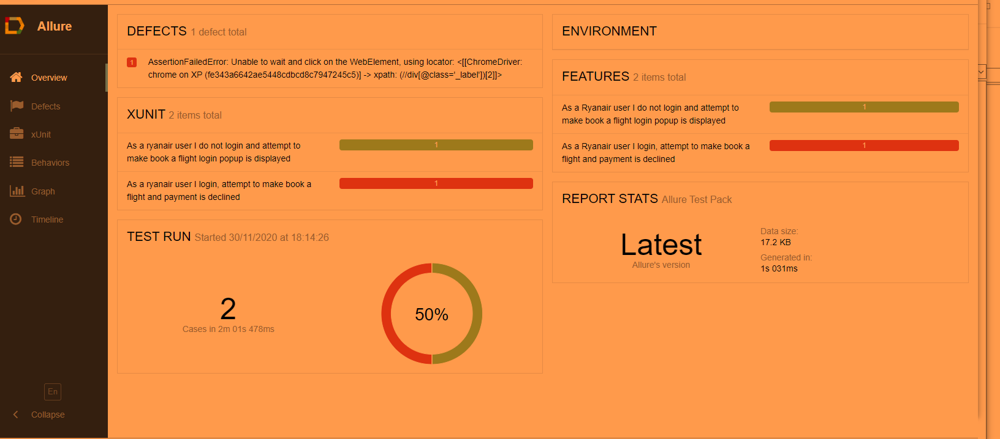 Allure
Overview
Defects
xUnit
Behaviors
Graph
Timeline
En
Collapse
DEFECTS 1 defect total
1 AssertionFailedError: Unable to wait and click on the WebElement, using locator: <[[ChromeDriver:
chrome on XP (fe343a6642ae5448cdbcd8c7947245c5)] -> xpath: (//div[@class='_label'])[2]]>
XUNIT 2 items total
As a ryanair user I do not login and attempt to
make book a flight login popup is displayed
1
As a ryanair user I login, attempt to make book a
flight and payment is declined
1
TEST RUN Started 30/11/2020 at 18:14:26
2
Cases in 2m 01s 478ms
50%
ENVIRONMENT
FEATURES 2 items total
As a Ryanair user I do not login and attempt to
make book a flight login popup is displayed
1
As a Ryanair user I login, attempt to make book a
flight and payment is declined
1
REPORT STATS Allure Test Pack
Latest
Allure's version
Data size:
17.2 KB
Generated in:
1s 031ms